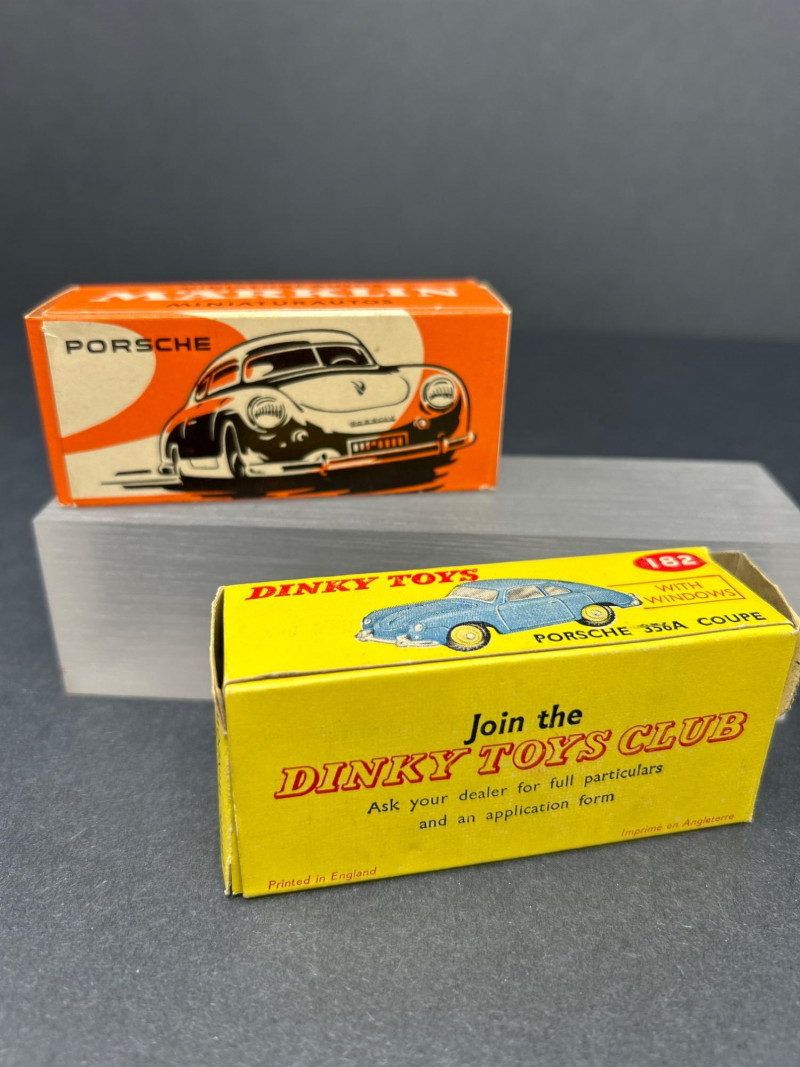 MÄRKLIN
MINIATURAUTOS
PORSCHE
PORSCHE
DINKY TOYS
182
WITH
WINDOWS
PORSCHE 356A COUPE
Join the
DINKY TOYS CLUB
Ask your dealer for full particulars
and an application form
Printed in England
Imprimé en Angleterre